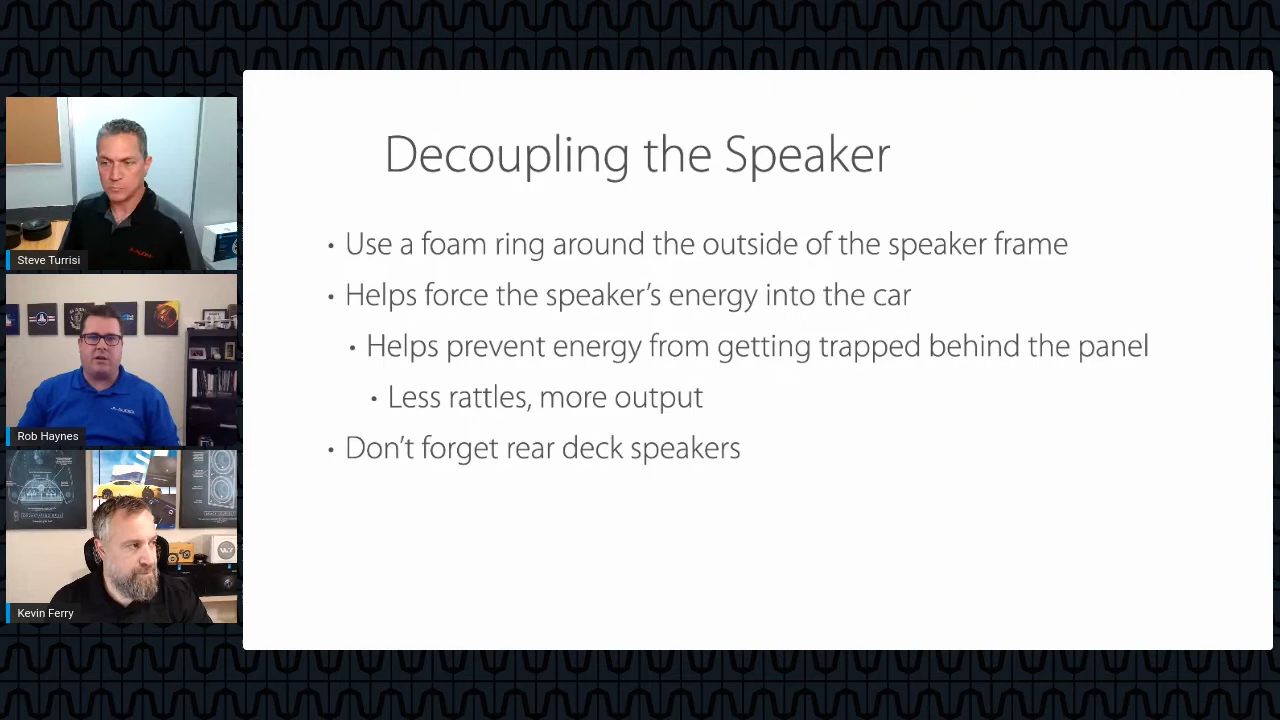 Decoupling the Speaker
• Use a foam ring around the outside of the speaker frame
• Helps force the speaker’s energy into the car
• Helps prevent energy from getting trapped behind the panel
• Less rattles, more output
• Don’t forget rear deck speakers
Steve Turrisi
Rob Haynes
Kevin Ferry